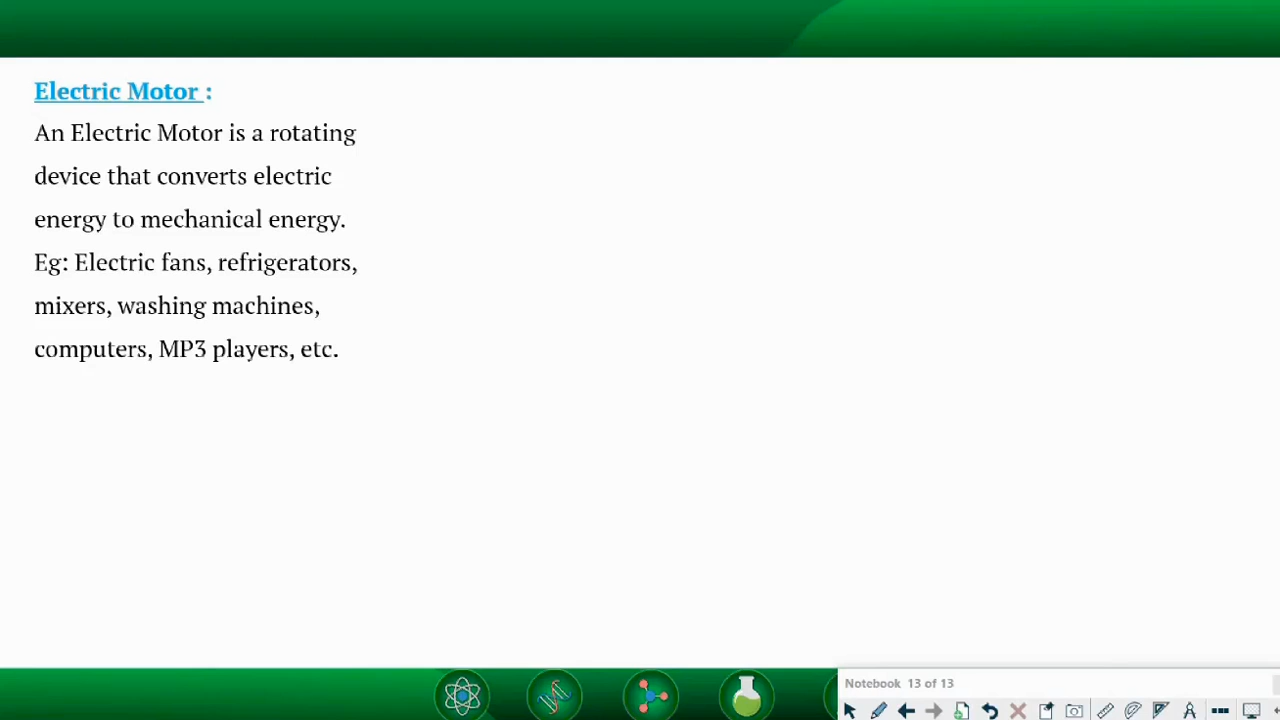 Electric Motor :
An Electric Motor is a rotating
device that converts electric
energy to mechanical energy.
Eg: Electric fans, refrigerators,
mixers, washing machines,
computers, MP3 players, etc.
Notebook 13 of 13